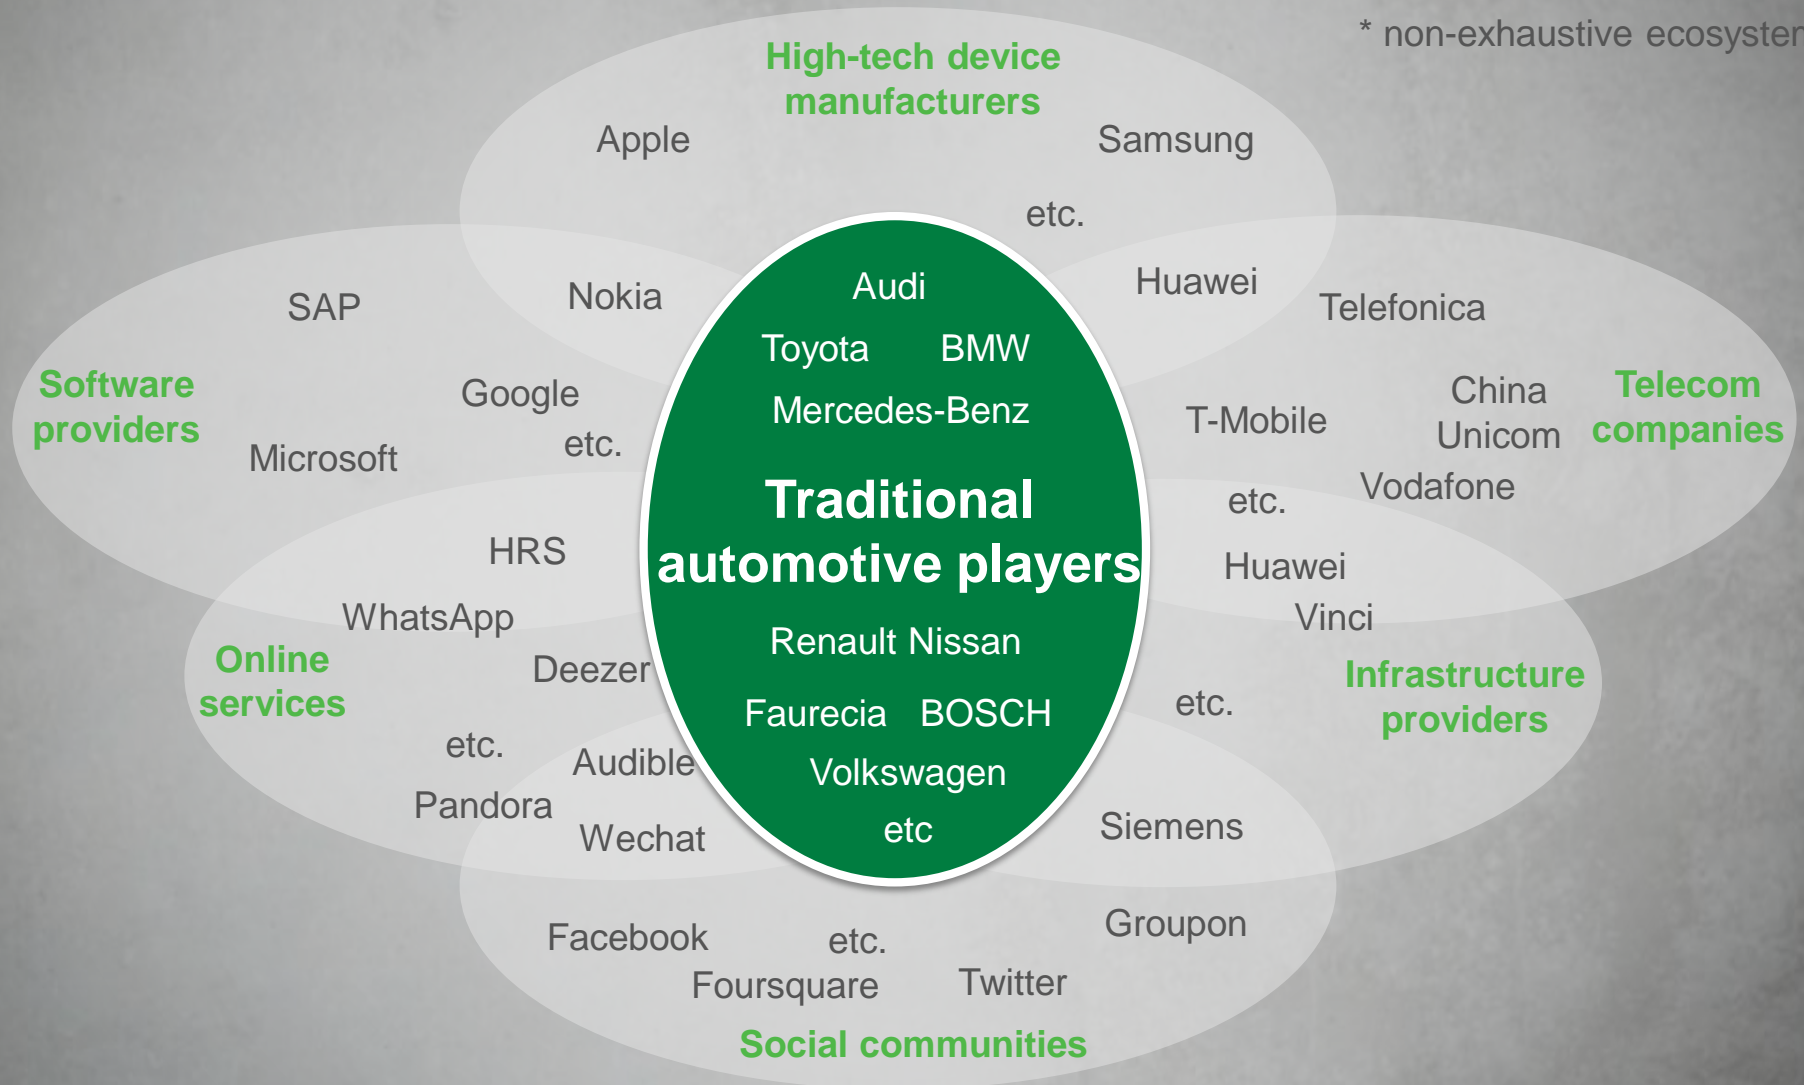 * non-exhaustive ecosystem
High-tech device
manufacturers
Apple
Samsung
etc.
Nokia
Huawei
SAP
Google
etc.
Microsoft
Software
providers
Telefonica
T-Mobile
China
Unicom
Vodafone
etc.
Telecom
companies
Audi
Toyota BMW
Mercedes-Benz
Traditional
automotive players
Renault Nissan
Faurecia BOSCH
Volkswagen
etc
HRS
WhatsApp
Online
services
Deezer
etc.
Audible
Pandora
Wechat
Huawei
Vinci
Infrastructure
providers
etc.
Siemens
Facebook
etc.
Groupon
Foursquare
Twitter
Social communities